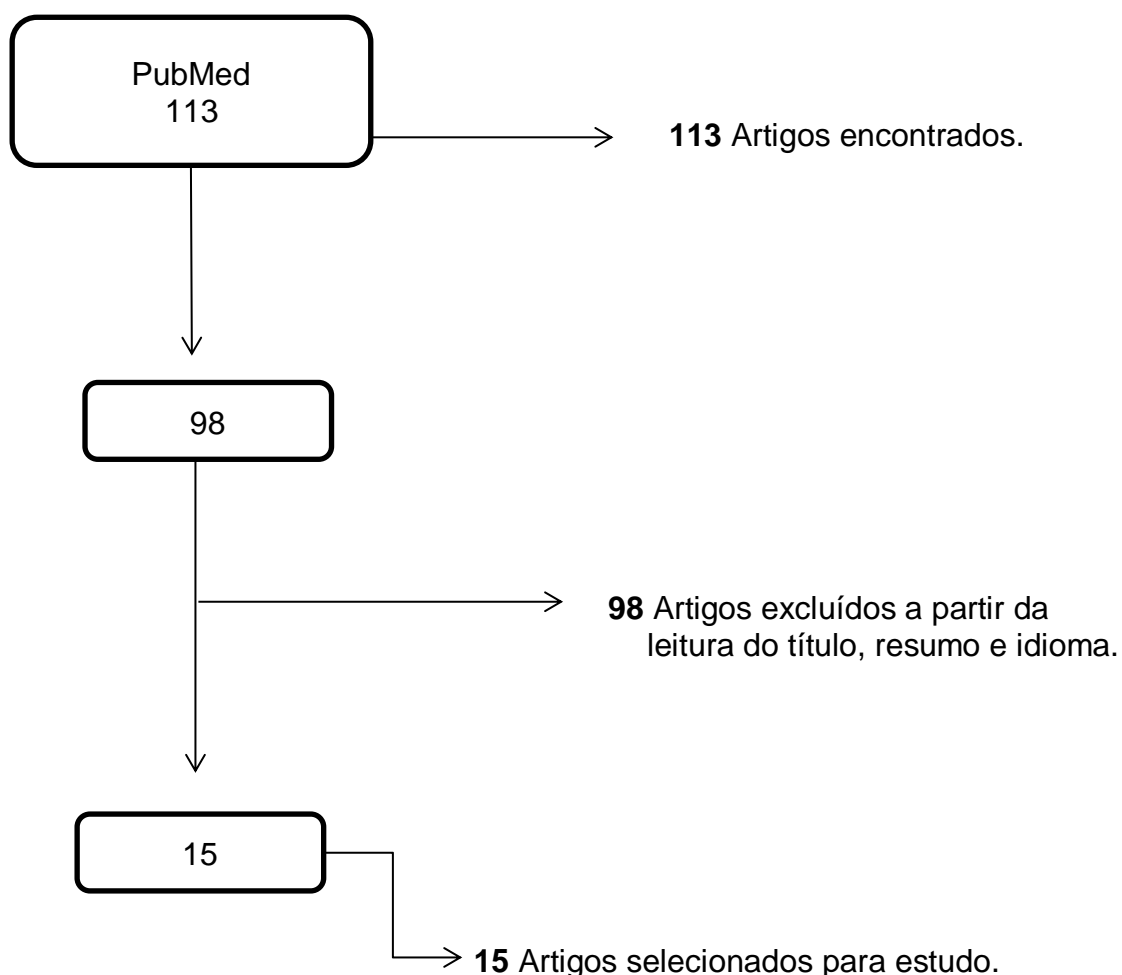 PubMed
113
113 Artigos encontrados.
98
98 Artigos excluídos a partir da
leitura do título, resumo e idioma.
15
15 Artigos selecionados para estudo.